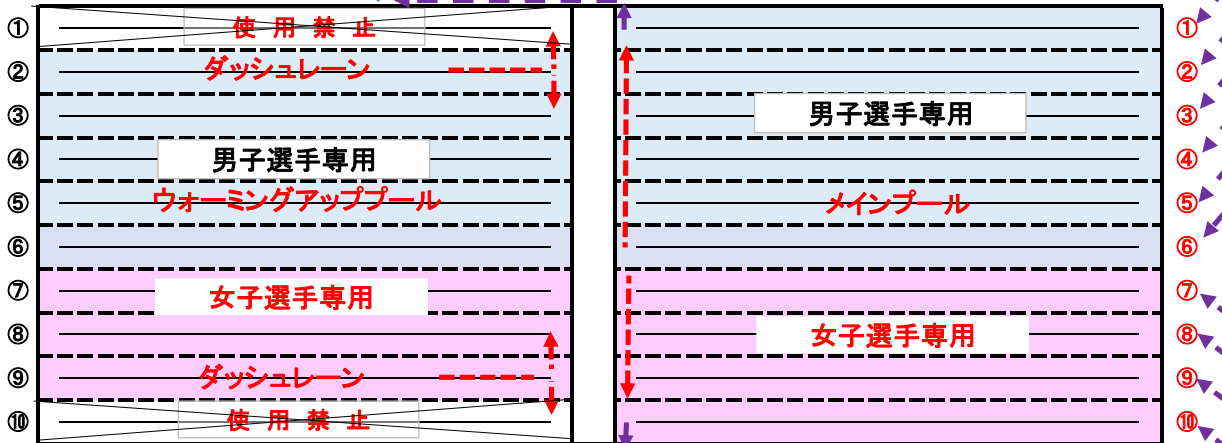 ① 使用禁止 ①
② ダッシュレーン ②
③ 男子選手専用 ③
④ 男子選手専用 ④
⑤ ウォーミングアッププール メインプール ⑤
⑥ ⑥
⑦ 女子選手専用 ⑦
⑧ 女子選手専用 ⑧
⑨ ダッシュレーン ⑨
⑩ 使用禁止 ⑩